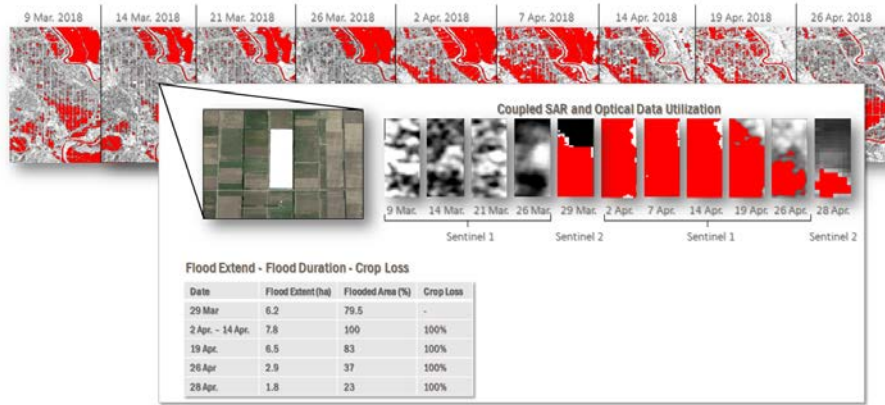 9 Mar. 2018 14 Mar. 2018 21 Mar. 2018 26 Mar. 2018 2 Apr. 2018 7 Apr. 2018 14 Apr. 2018 19 Apr. 2018 26 Apr. 2018
Coupled SAR and Optical Data Utilization
9 Mar. 14 Mar. 21 Mar. 26 Mar. 29 Mar. 2 Apr. 7 Apr. 14 Apr. 19 Apr. 26 Apr. 28 Apr.
Sentinel 1 Sentinel 2 Sentinel 1 Sentinel 2
Flood Extend - Flood Duration - Crop Loss
Date Flood Extent (ha) Flooded Area (%) Crop Loss
29 Mar 6.2 79.5 -
2 Apr. – 14 Apr. 7.8 100 100%
19 Apr. 6.5 83 100%
26 Apr 2.9 37 100%
28 Apr. 1.8 23 100%